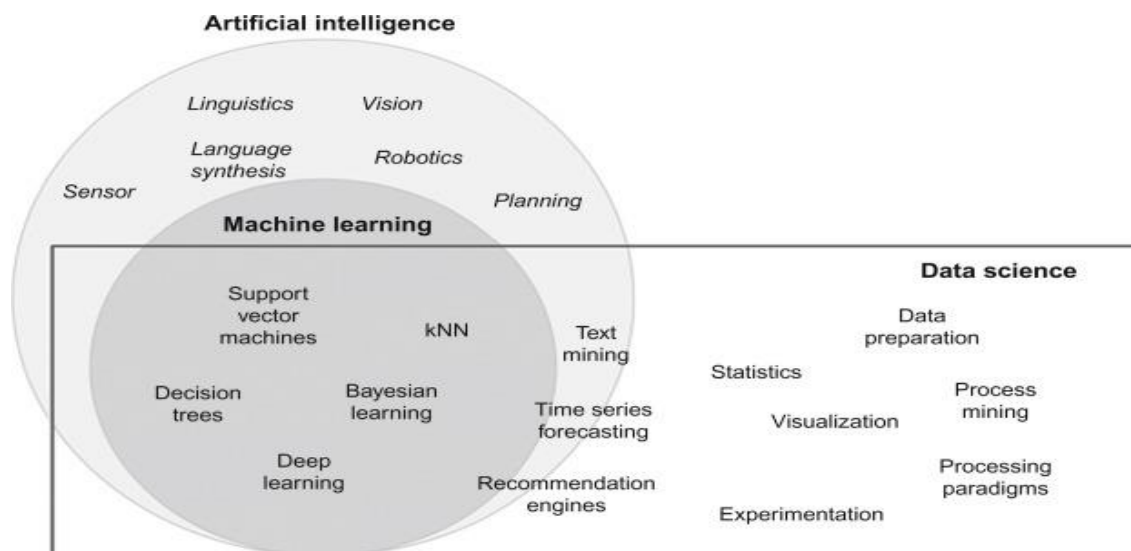 Artificial intelligence
Linguistics
Vision
Language
synthesis
Robotics
Sensor
Planning
Machine learning
Data science
Support
vector
machines
kNN
Text
mining
Data
preparation
Statistics
Decision
trees
Bayesian
learning
Time series
forecasting
Visualization
Process
mining
Deep
learning
Recommendation
engines
Processing
paradigms
Experimentation